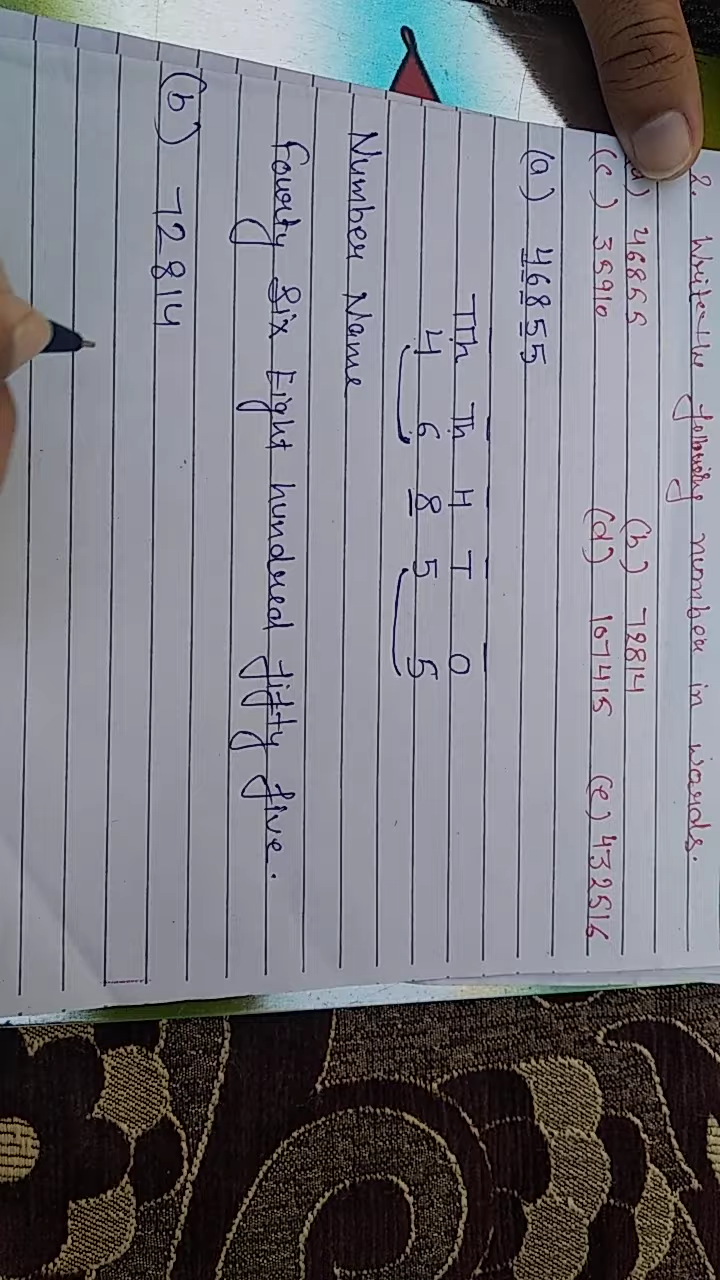 2. Write the following number in words.
(a) 46855 (b) 72814
(c) 35910 (d) 107415 (e) 432516
(a) 46855
TTh Th H T O
4 6 8 5 5
Number Name
Fourty Six Eight hundred fifty five.
(b) 72814